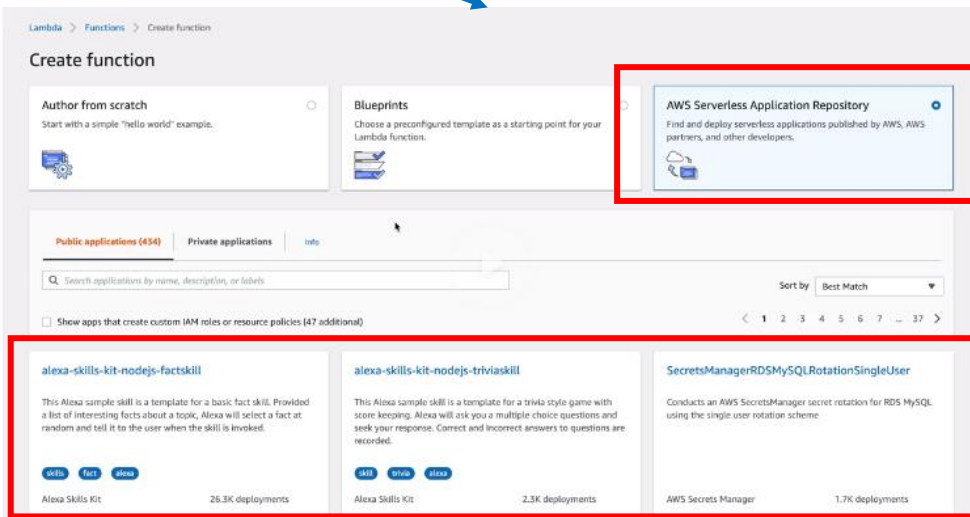 Lambda > Functions > Create function
Create function
Author from scratch
Start with a simple "hello world" example.
Blueprints
Choose a preconfigured template as a starting point for your
Lambda function.
AWS Serverless Application Repository
Find and deploy serverless applications published by AWS, AWS
partners, and other developers.
Public applications (434)
Private applications
Info
Search applications by name, description, or labels
Sort by
Best Match
Show apps that create custom IAM roles or resource policies (47 additional)
< 1 2 3 4 5 6 7 ... 37 >
alexa-skills-kit-nodejs-factskill
This Alexa sample skill is a template for a basic fact skill. Provided
a list of interesting facts about a topic, Alexa will select a fact at
random and tell it to the user when the skill is invoked.
skills fact alexa
Alexa Skills Kit 26.3K deployments
alexa-skills-kit-nodejs-triviaskill
This Alexa sample skill is a template for a trivia style game with
score keeping. Alexa will ask you a multiple choice questions and
seek your response. Correct and Incorrect answers to questions are
recorded.
skill trivia alexa
Alexa Skills Kit 2.3K deployments
SecretsManagerRDSMySQLRotationSingleUser
Conducts an AWS SecretsManager secret rotation for RDS MySQL
using the single user rotation scheme
AWS Secrets Manager 1.7K deployments